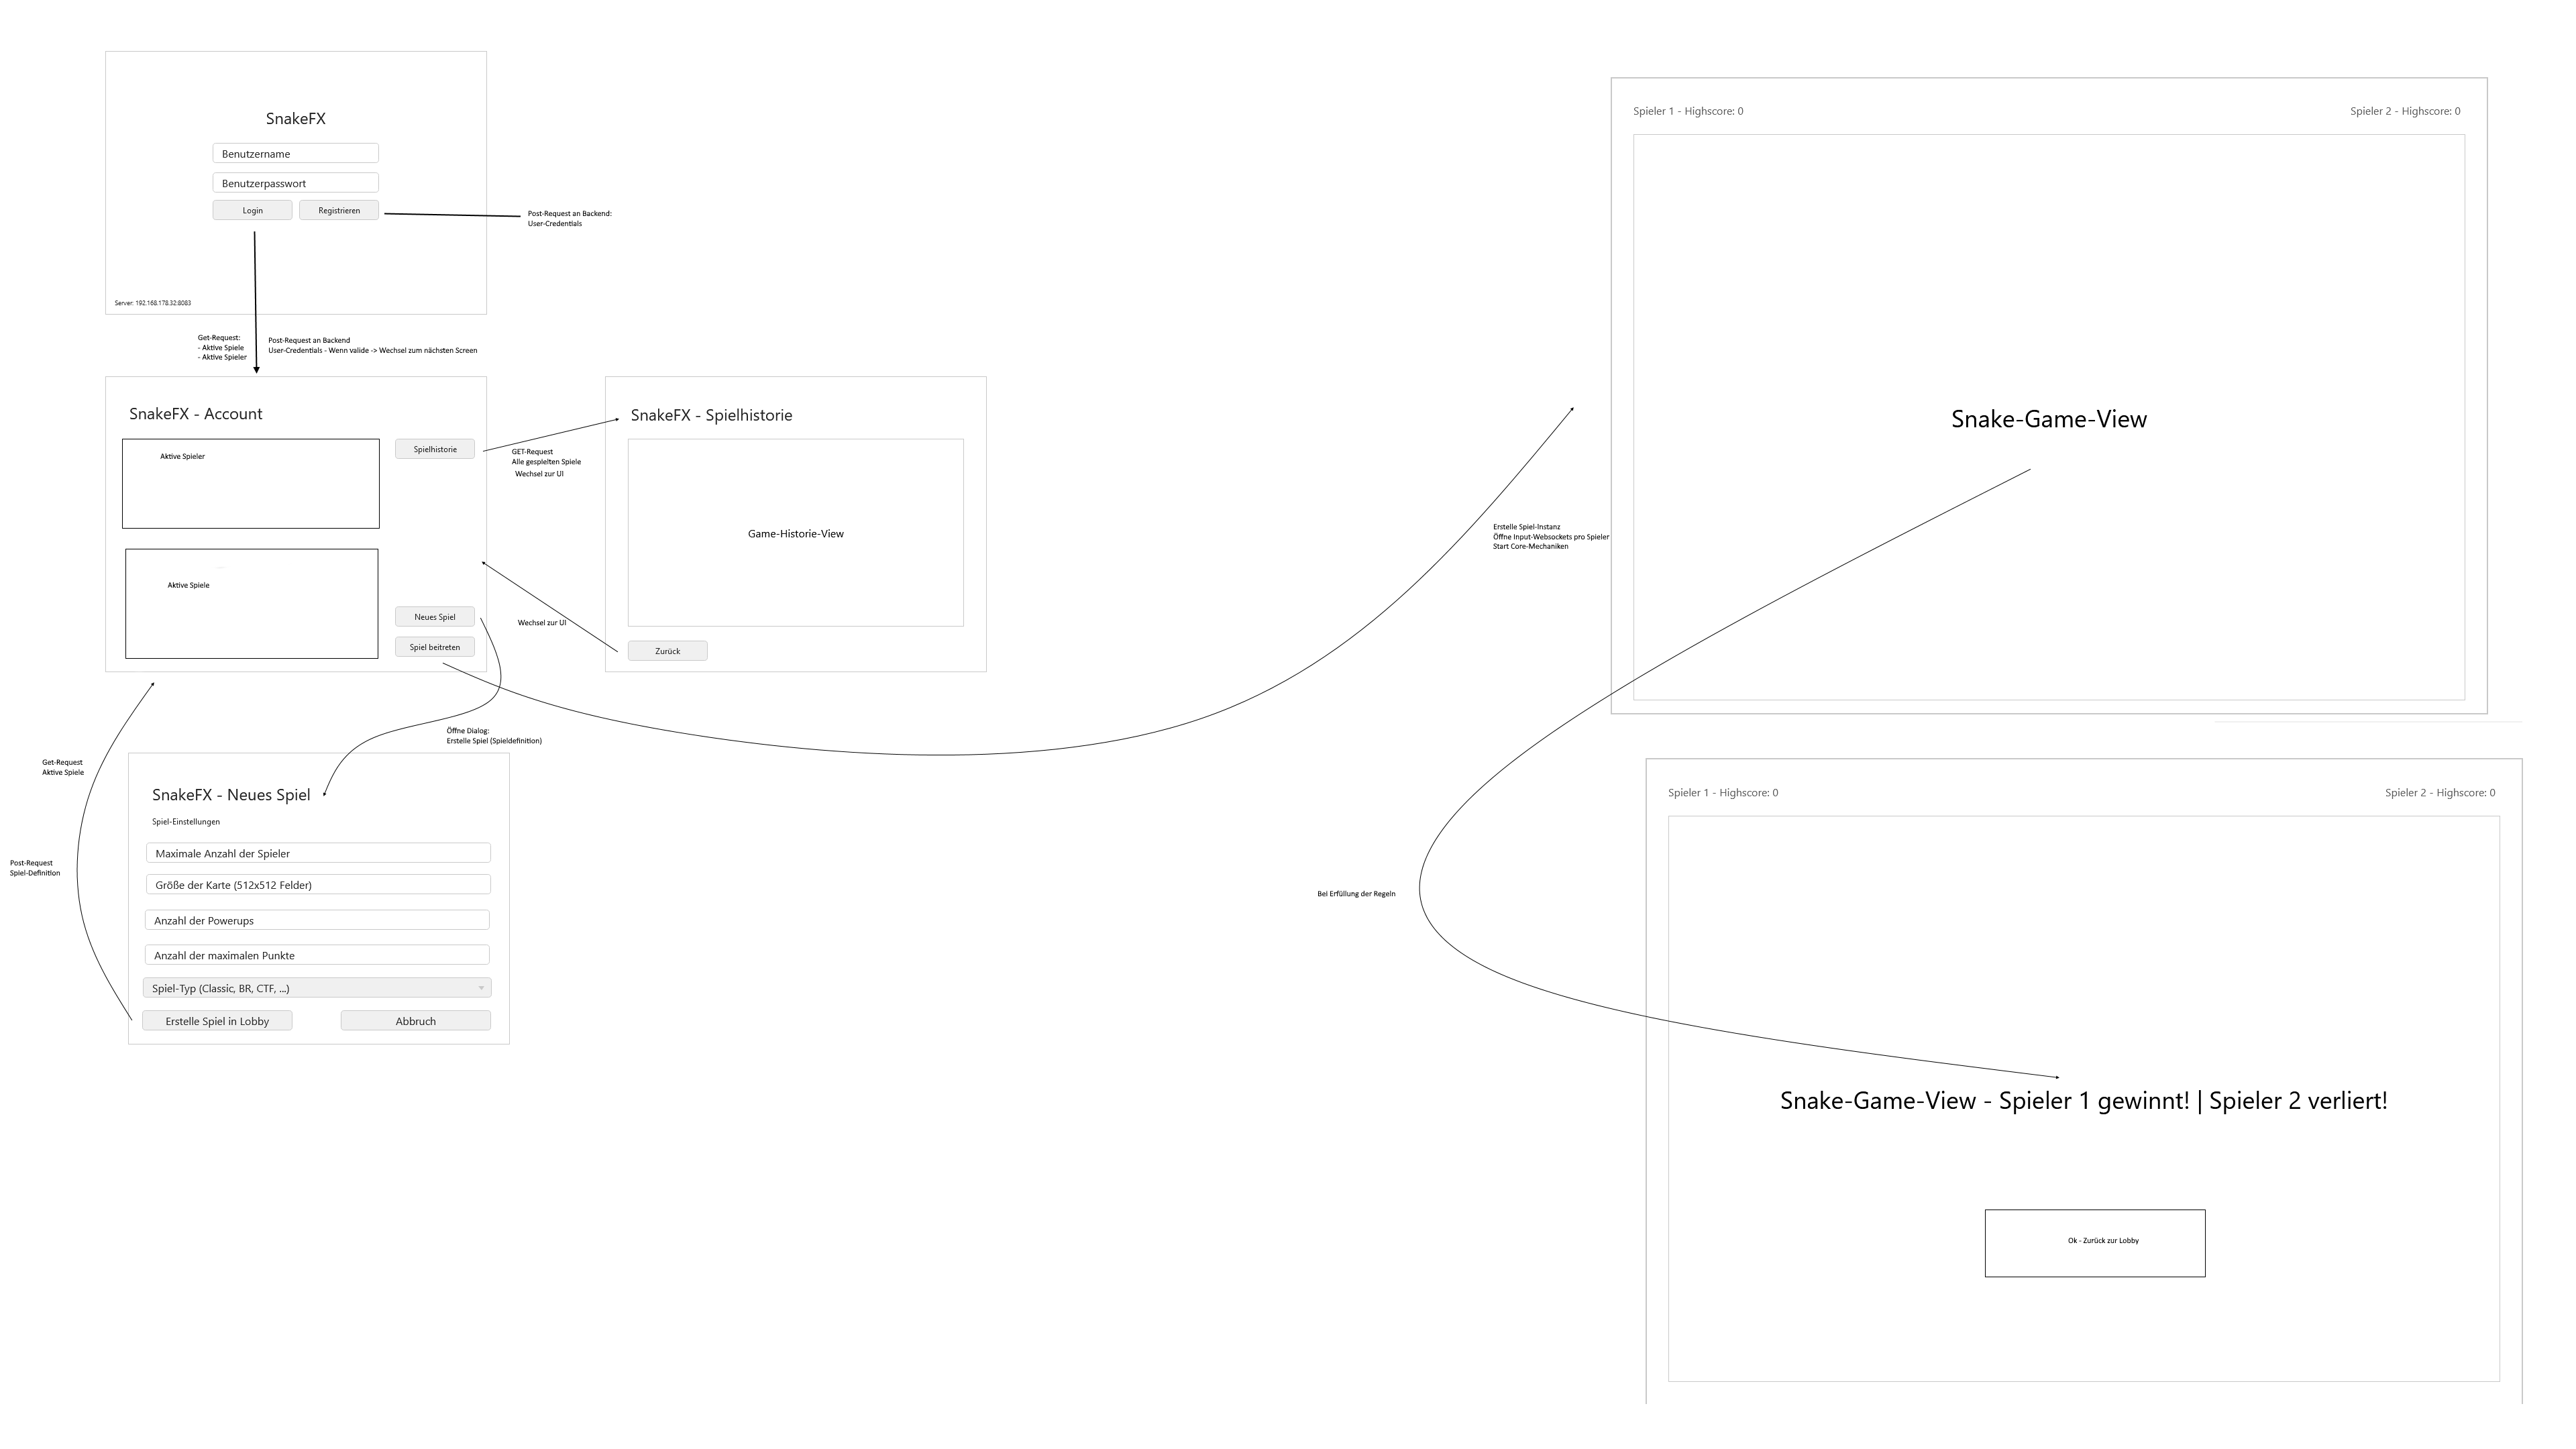 SnakeFX
Benutzername
Benutzerpasswort
Login
Registrieren
Post-Request an Backend:
User-Credentials
Server: 192.168.178.32:8083
Get-Request:
- Aktive Spiele
- Aktive Spieler
Post-Request an Backend
User-Credentials - Wenn valide -> Wechsel zum nächsten Screen
SnakeFX - Account
Aktive Spieler
Spielhistorie
Aktive Spiele
Neues Spiel
Spiel beitreten
GET-Request
Alle gespielten Spiele
Wechsel zur UI
SnakeFX - Spielhistorie
Game-Historie-View
Zurück
Wechsel zur UI
Öffne Dialog:
Erstelle Spiel (Spieldefinition)
Get-Request
Aktive Spiele
Post-Request
Spiel-Definition
SnakeFX - Neues Spiel
Spiel-Einstellungen
Maximale Anzahl der Spieler
Größe der Karte (512x512 Felder)
Anzahl der Powerups
Anzahl der maximalen Punkte
Spiel-Typ (Classic, BR, CTF, ...)
Erstelle Spiel in Lobby
Abbruch
Erstelle Spiel-Instanz
Öffne Input-Websockets pro Spieler
Start Core-Mechaniken
Spieler 1 - Highscore: 0
Spieler 2 - Highscore: 0
Snake-Game-View
Bei Erfüllung der Regeln
Spieler 1 - Highscore: 0
Spieler 2 - Highscore: 0
Snake-Game-View - Spieler 1 gewinnt! | Spieler 2 verliert!
Ok - Zurück zur Lobby